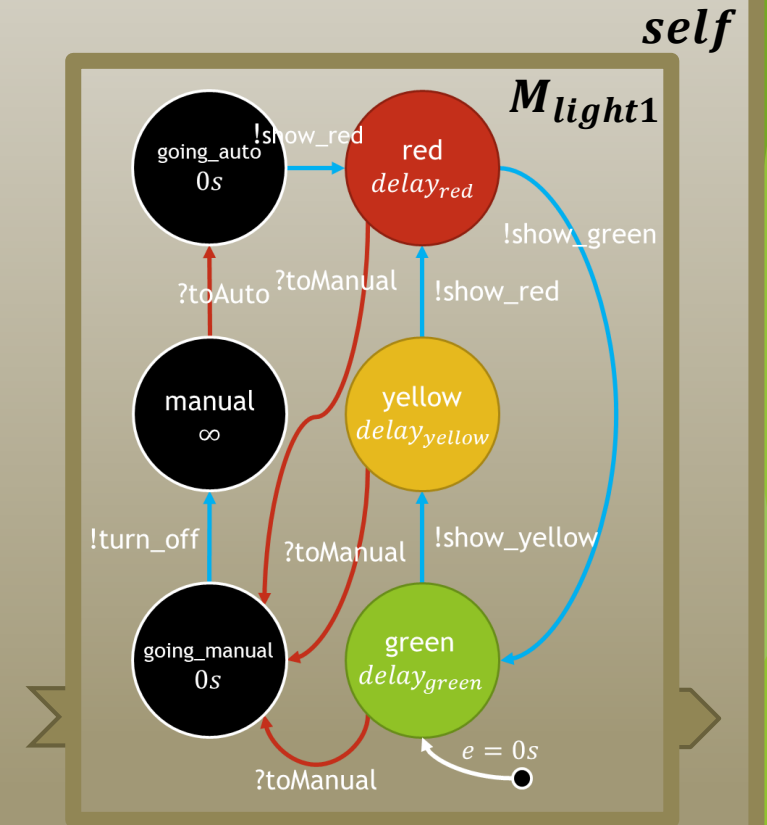 self
M_light1
!show_red
going_auto
0s
red
delay_red
!show_green
?toAuto
?toManual
!show_red
manual
∞
yellow
delay_yellow
!turn_off
?toManual
!show_yellow
going_manual
0s
green
delay_green
e = 0s
?toManual